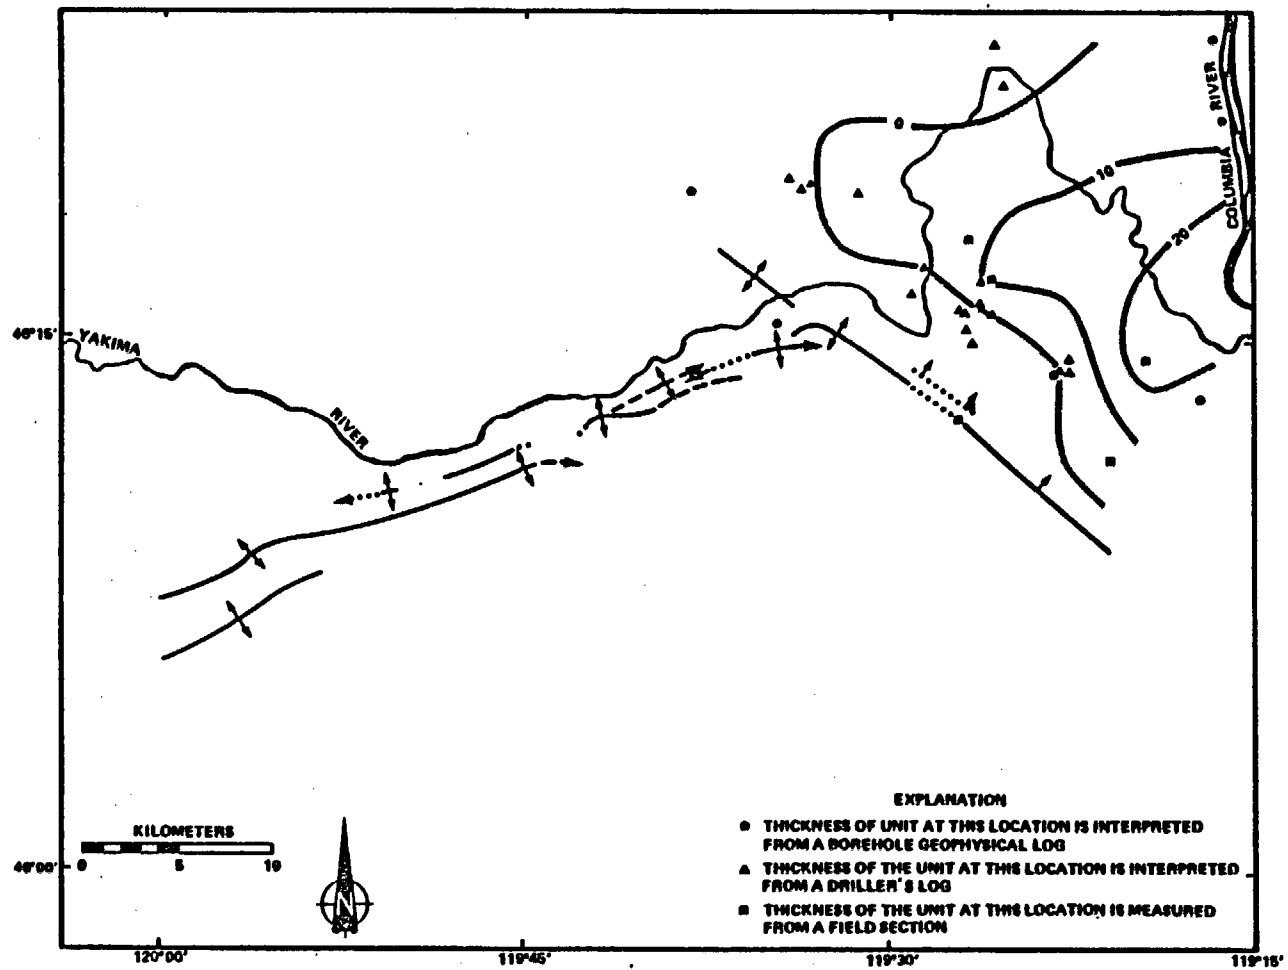 RIVER
COLUMBIA
0
10
20
46°15'
YAKIMA
RIVER
EXPLANATION
THICKNESS OF UNIT AT THIS LOCATION IS INTERPRETED
FROM A BOREHOLE GEOPHYSICAL LOG
THICKNESS OF THE UNIT AT THIS LOCATION IS INTERPRETED
FROM A DRILLER'S LOG
THICKNESS OF THE UNIT AT THIS LOCATION IS MEASURED
FROM A FIELD SECTION
KILOMETERS
0 5 10
46°00'
N
120°00' 119°45' 119°30' 119°15'